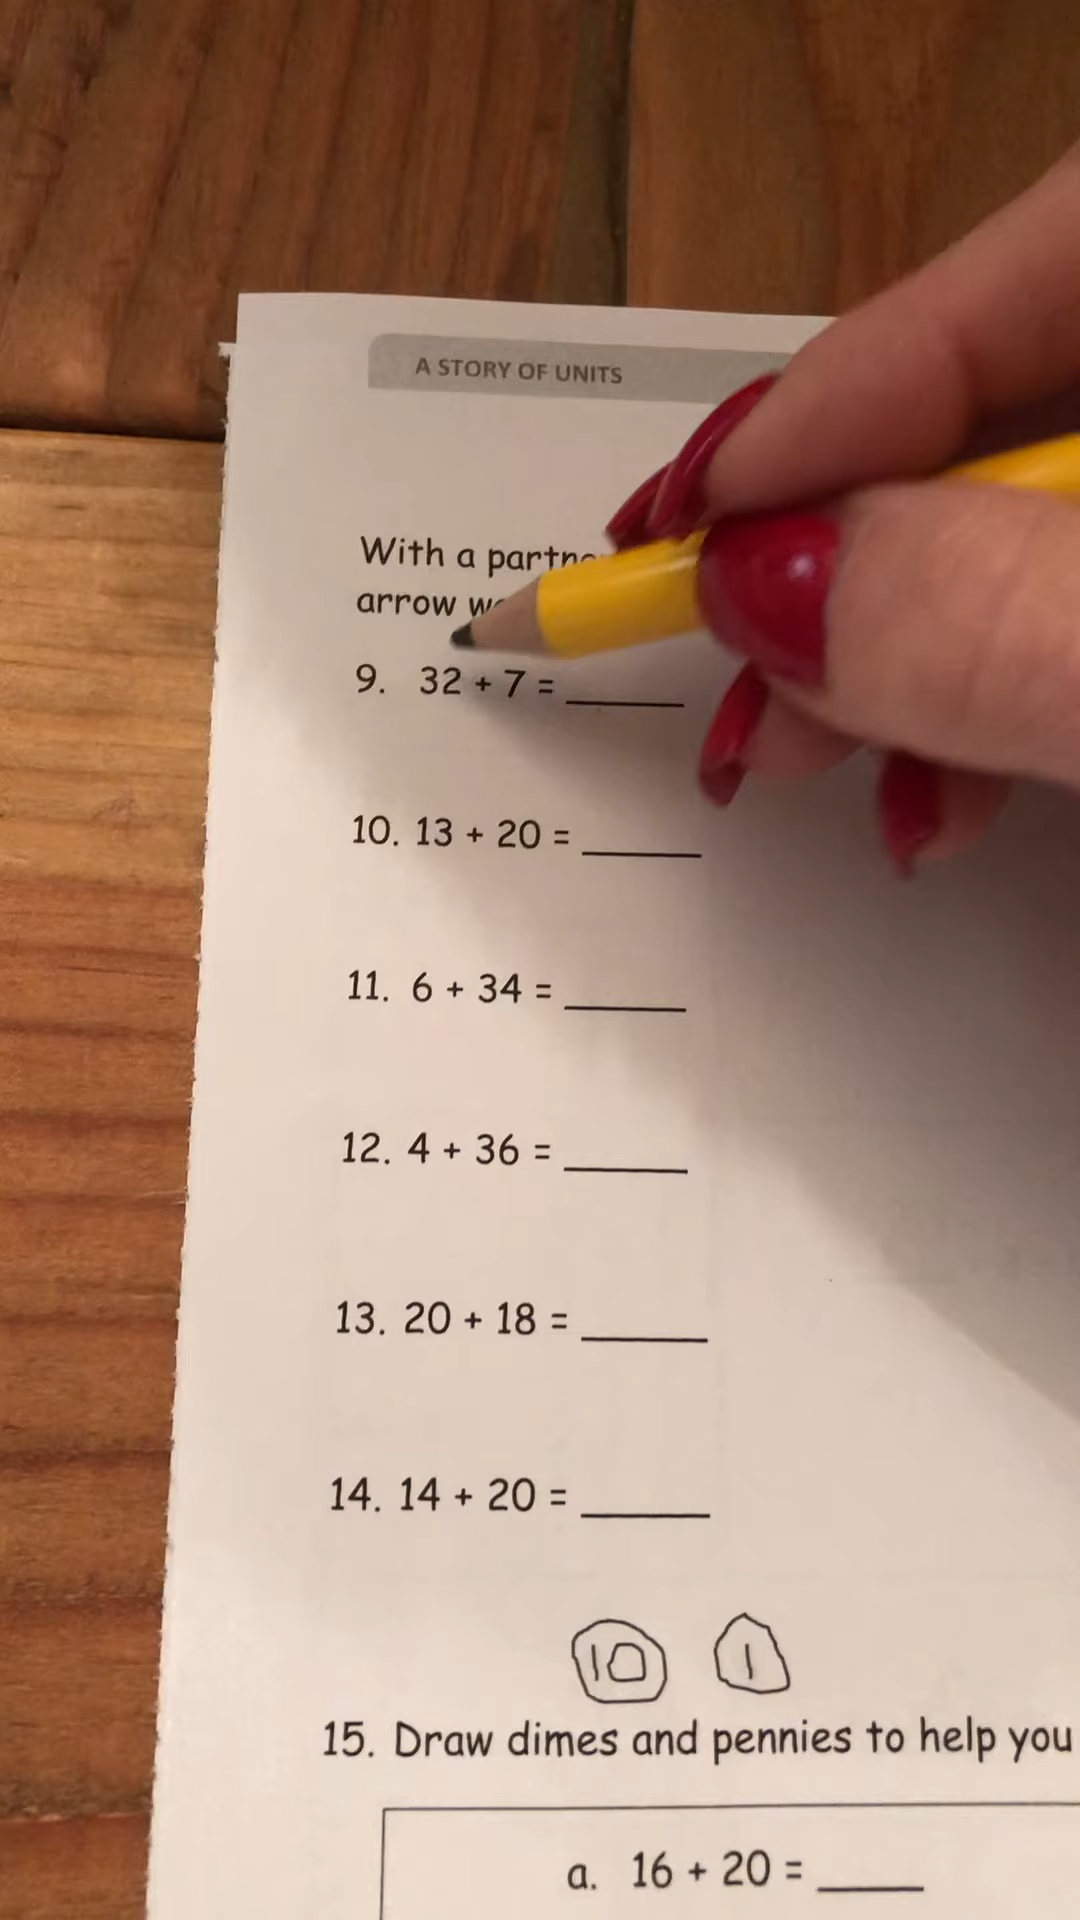 A STORY OF UNITS
With a
arrow
9. 32 + 7 = ______
10. 13 + 20 = ______
11. 6 + 34 = ______
12. 4 + 36 = ______
13. 20 + 18 = ______
14. 14 + 20 = ______
10 1
15. Draw dimes and pennies to help you
a. 16 + 20 = _____